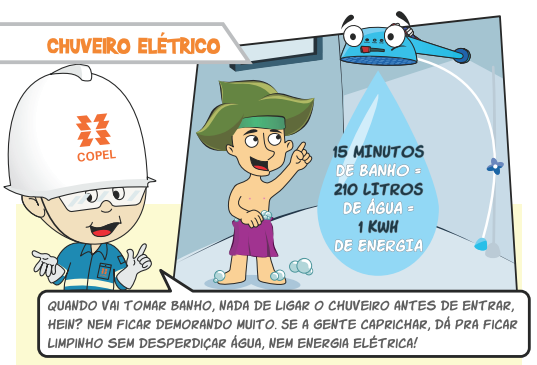 CHUVEIRO ELÉTRICO
COPEL
15 MINUTOS
DE BANHO =
210 LITROS
DE ÁGUA =
1 KWH
DE ENERGIA
QUANDO VAI TOMAR BANHO, NADA DE LIGAR O CHUVEIRO ANTES DE ENTRAR,
HEIN? NEM FICAR DEMORANDO MUITO. SE A GENTE CAPRICHAR, DÁ PRA FICAR
LIMPINHO SEM DESPERDIÇAR ÁGUA, NEM ENERGIA ELÉTRICA!